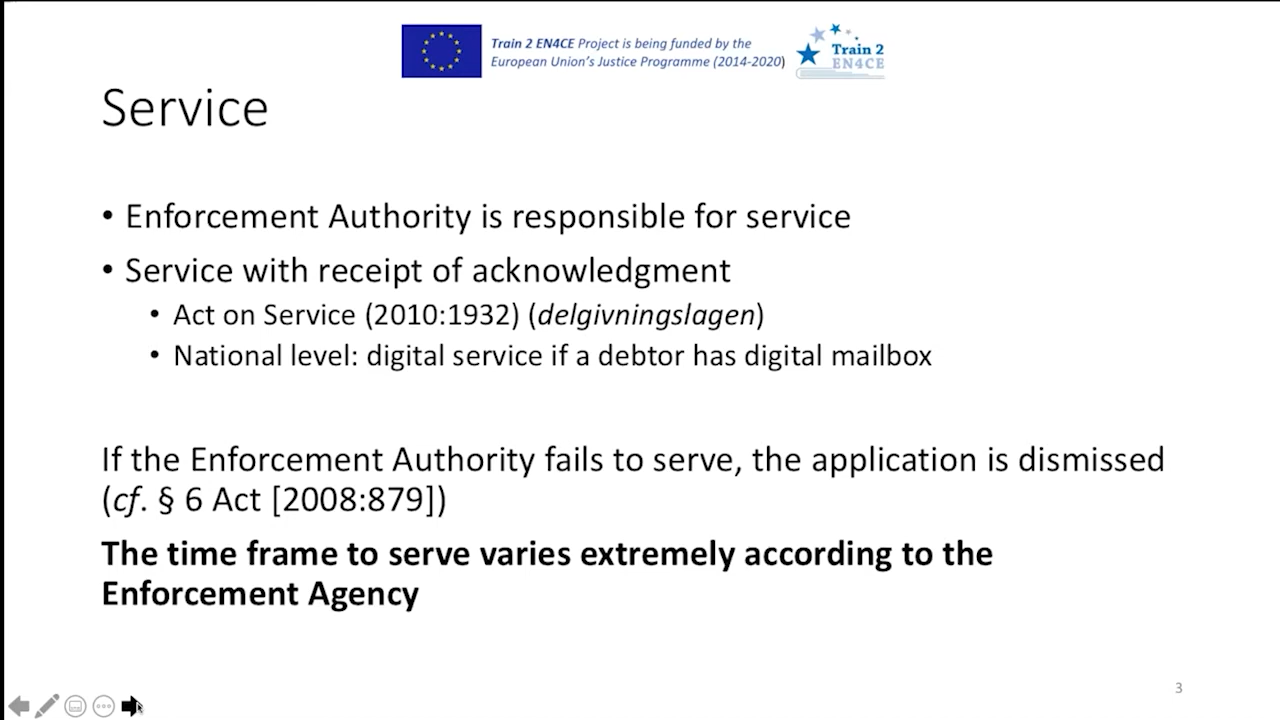 Train 2 EN4CE Project is being funded by the
European Union's Justice Programme (2014-2020)
Train 2
EN4CE
Service
• Enforcement Authority is responsible for service
• Service with receipt of acknowledgment
• Act on Service (2010:1932) (delgivningslagen)
• National level: digital service if a debtor has digital mailbox
If the Enforcement Authority fails to serve, the application is dismissed
(cf. § 6 Act [2008:879])
The time frame to serve varies extremely according to the
Enforcement Agency
3